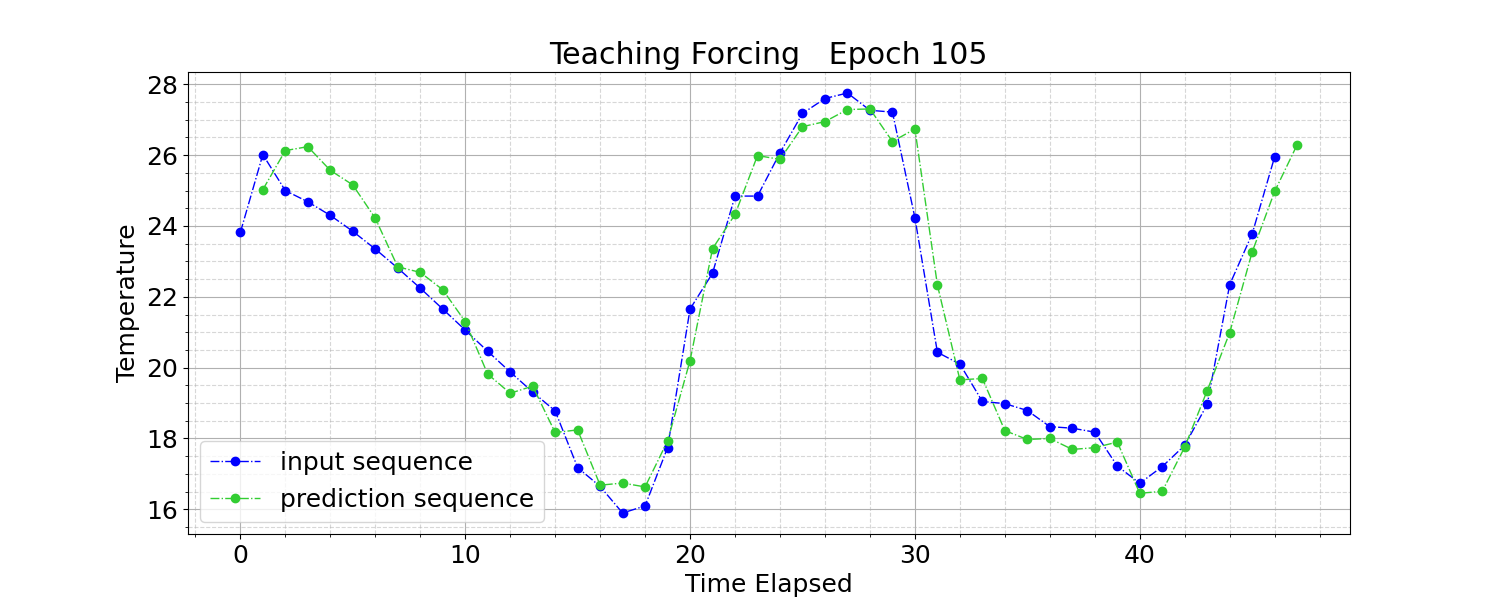 Teaching Forcing   Epoch 105
28
26
24
22
20
18
16
Temperature
input sequence
prediction sequence
0 10 20 30 40
Time Elapsed